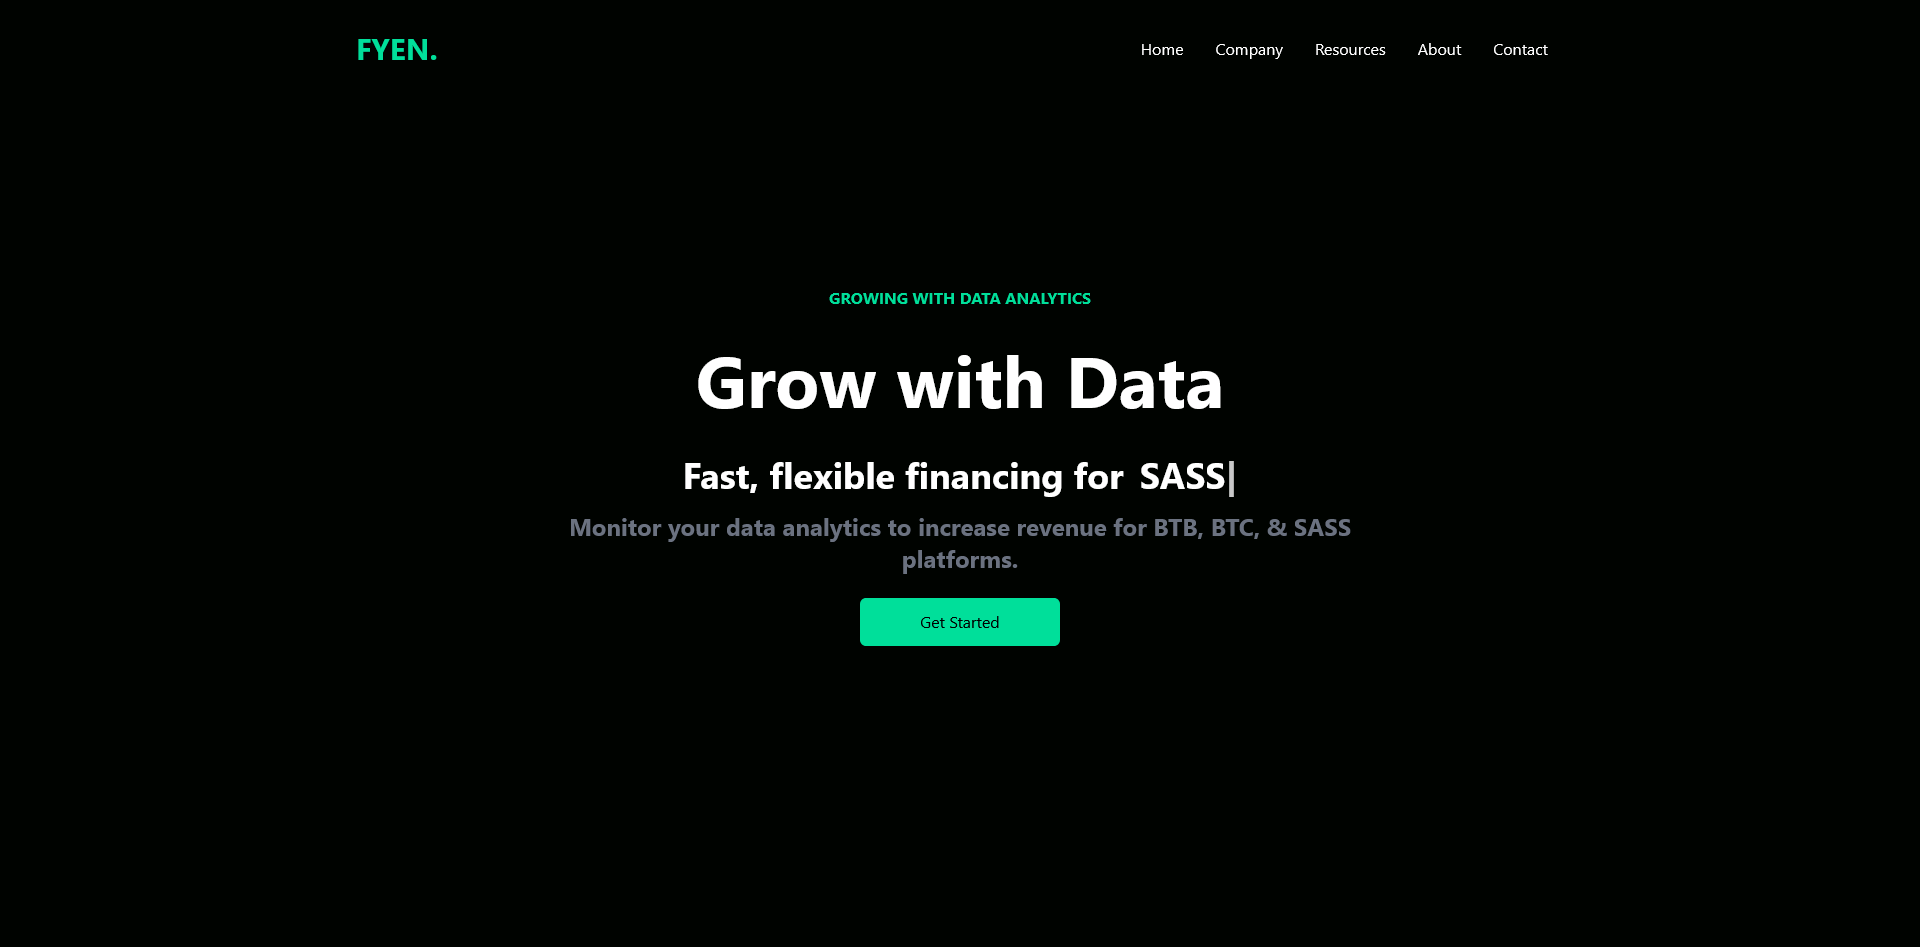 FYEN.
Home Company Resources About Contact
GROWING WITH DATA ANALYTICS
Grow with Data
Fast, flexible financing for SASS|
Monitor your data analytics to increase revenue for BTB, BTC, & SASS
platforms.
Get Started